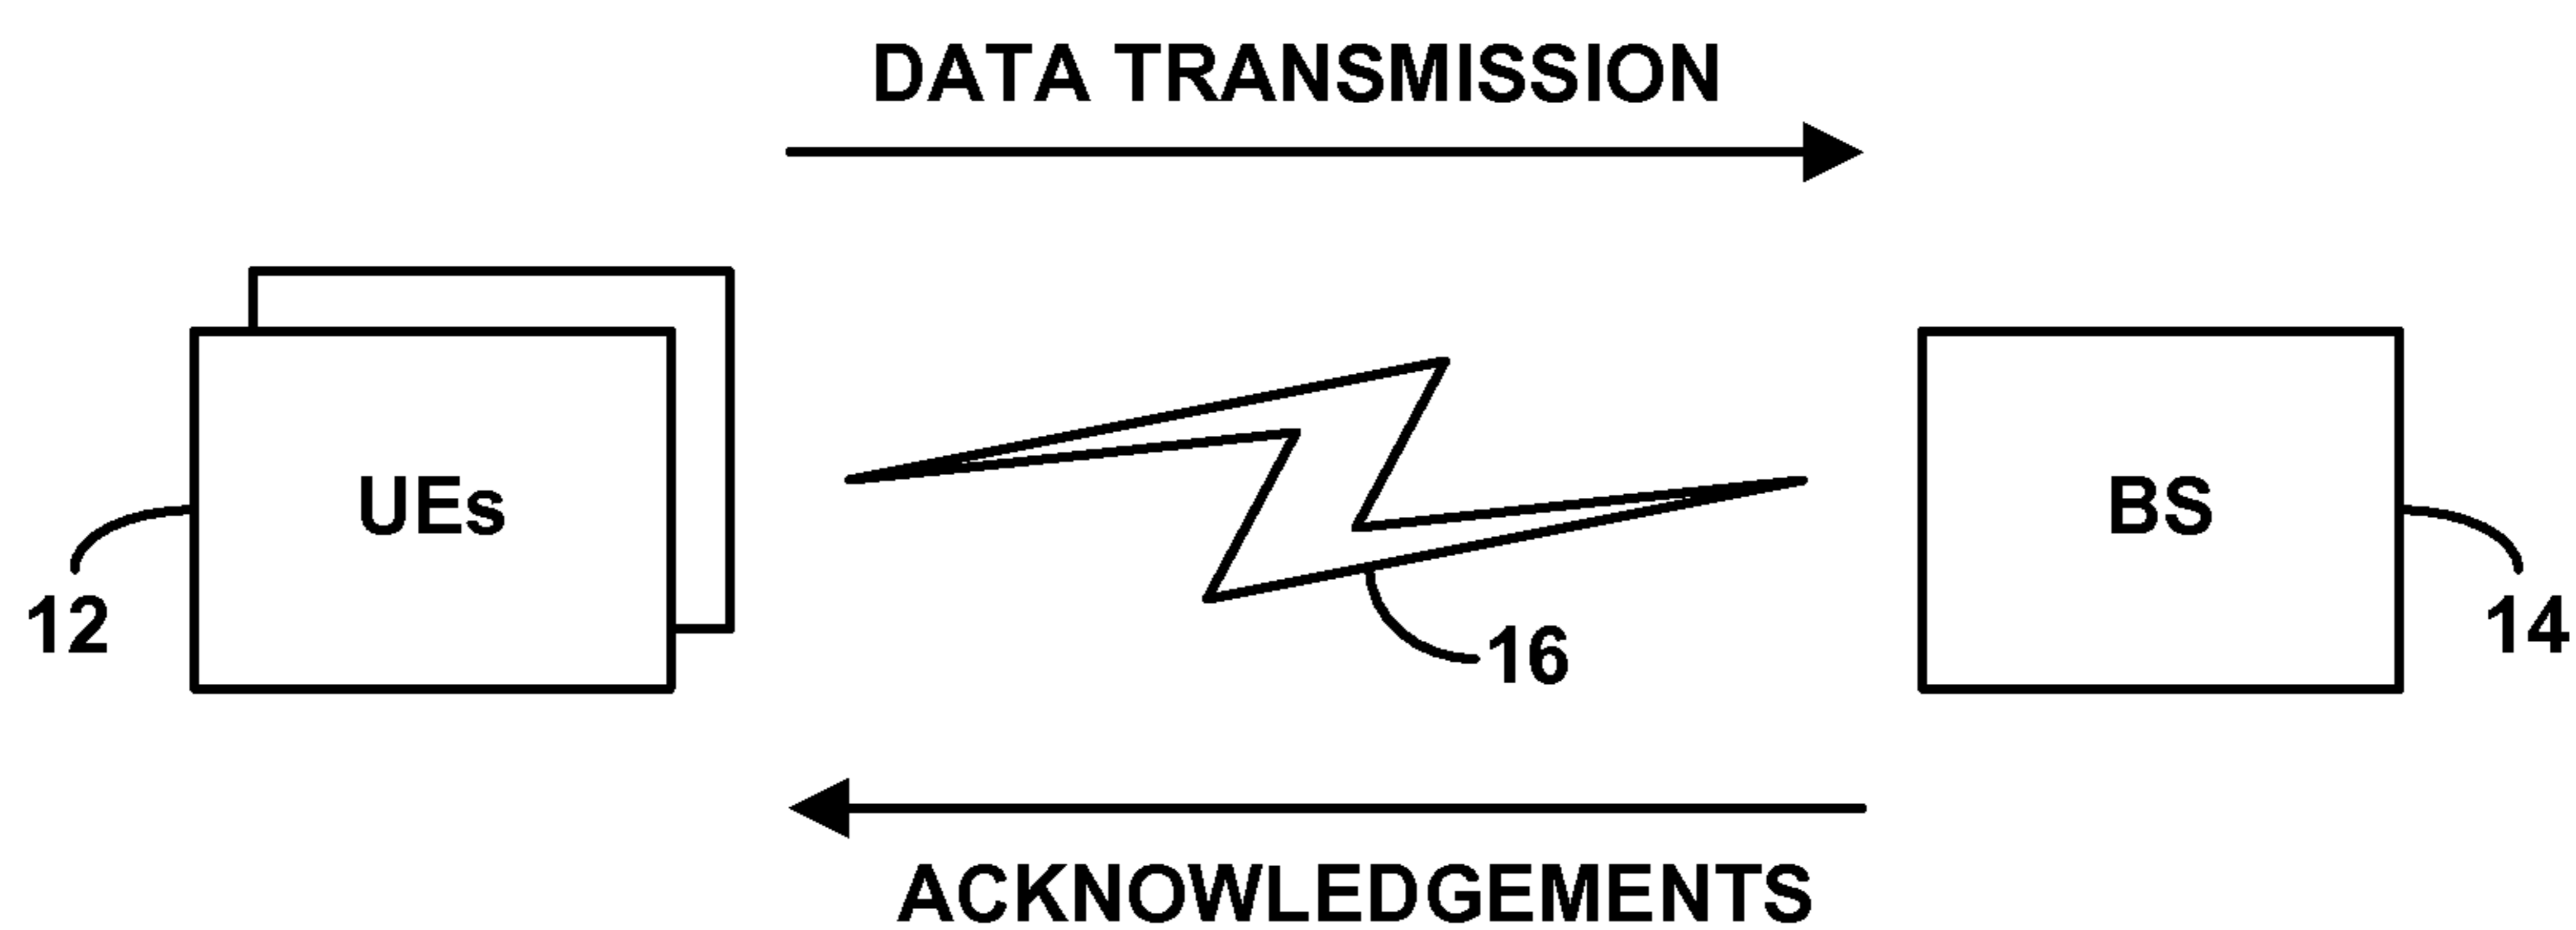 DATA TRANSMISSION
UEs
BS
12
16
14
ACKNOWLEDGEMENTS